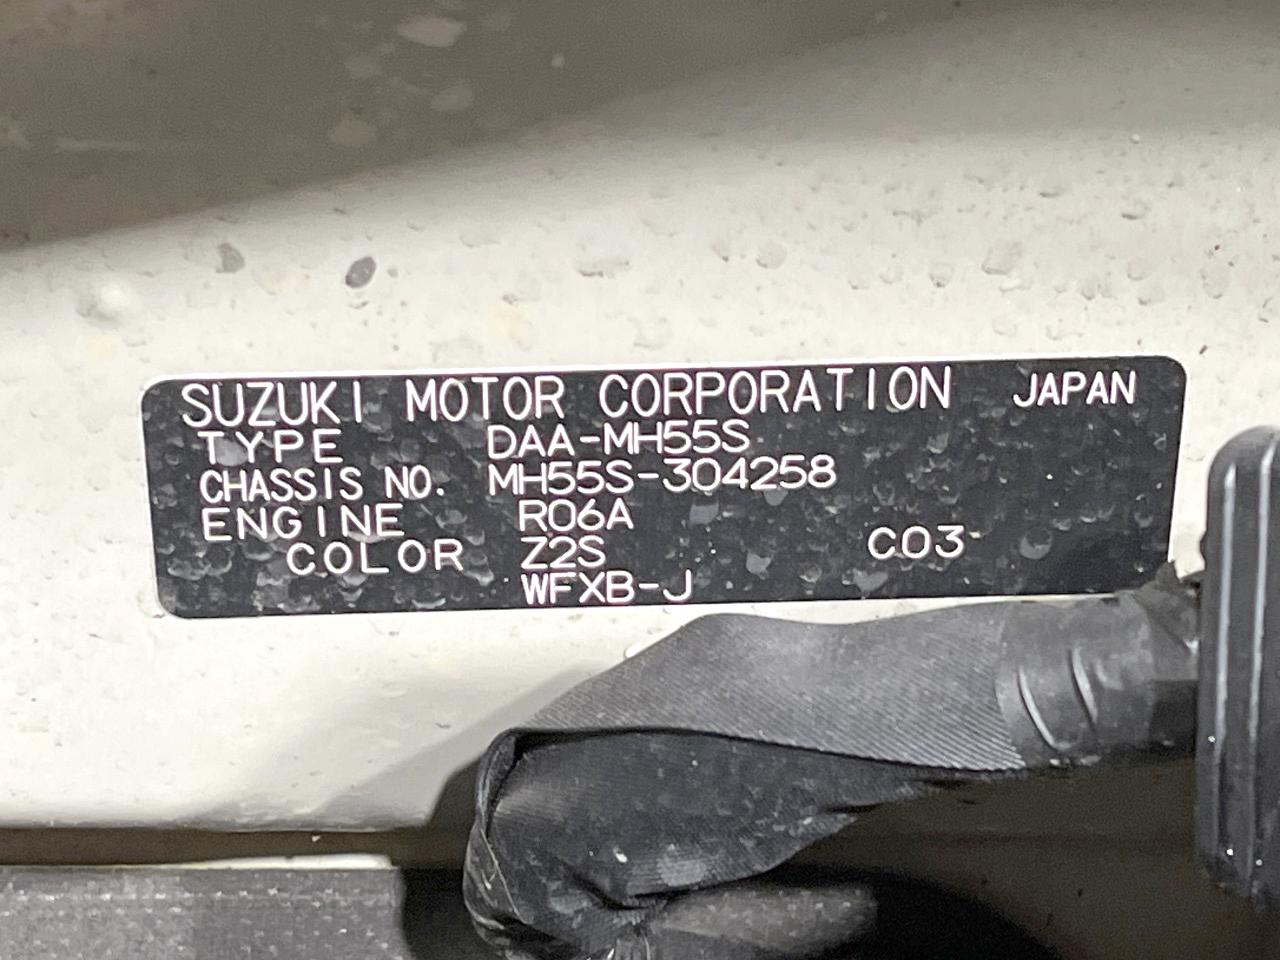 SUZUKI MOTOR CORPORATION JAPAN
TYPE DAA-MH55S
CHASSIS NO. MH55S-304258
ENGINE R06A
COLOR Z2S C03
WFXB-J